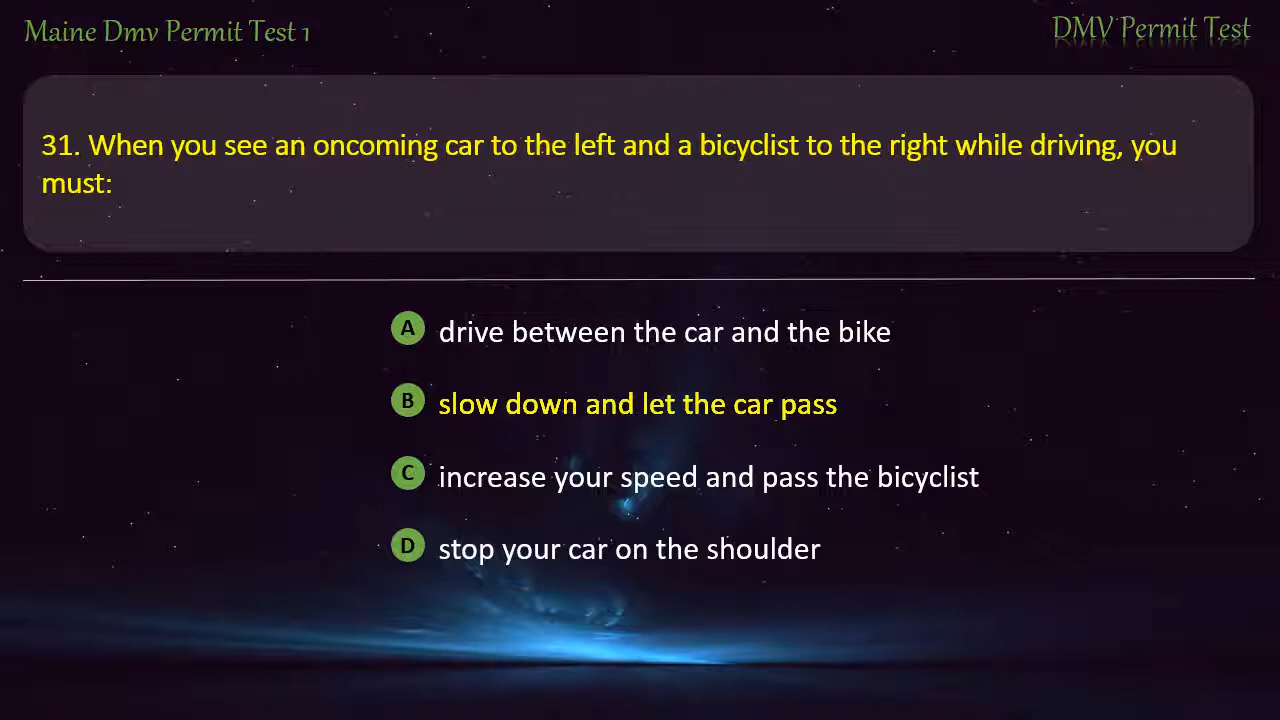 Maine Dmv Permit Test 1
DMV Permit Test
31. When you see an oncoming car to the left and a bicyclist to the right while driving, you
must:
A drive between the car and the bike
B slow down and let the car pass
C increase your speed and pass the bicyclist
D stop your car on the shoulder